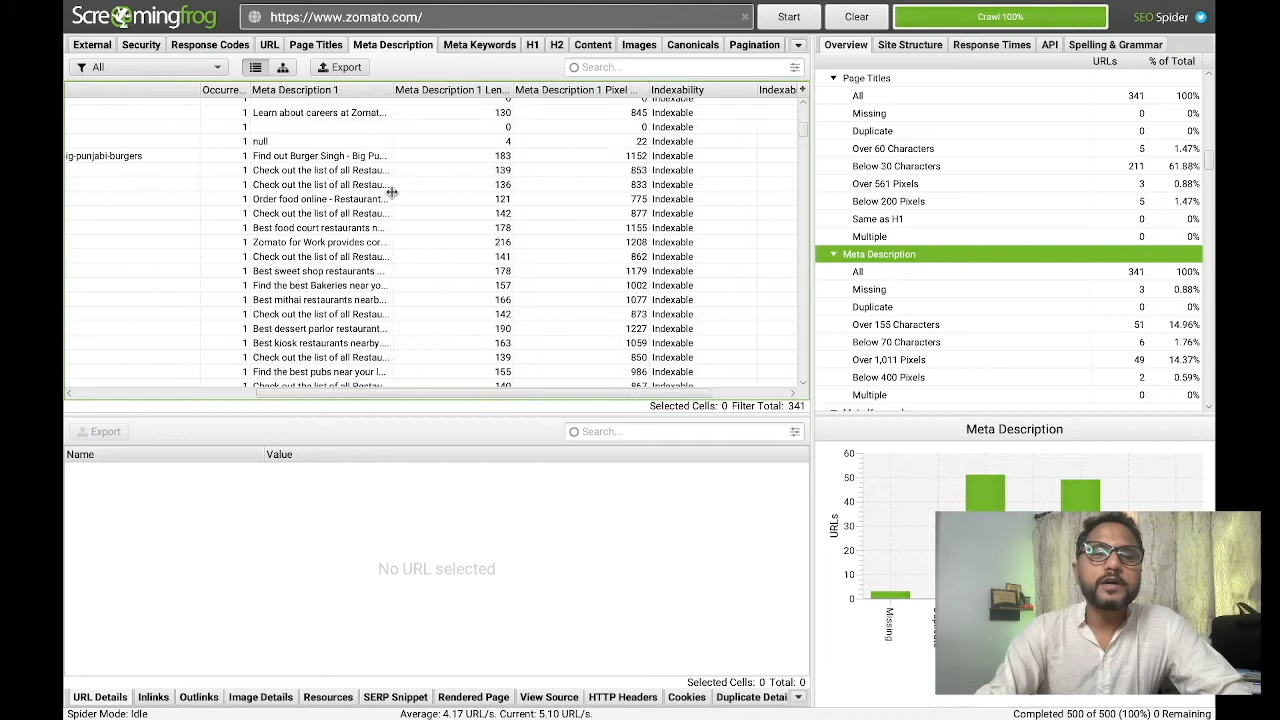 Screamingfrog https://www.zomato.com/ × Start Clear Crawl 100% SEO Spider
External Security Response Codes URL Page Titles Meta Description Meta Keywords H1 H2 Content Images Canonicals Pagination
All Export Search...
Occurre... Meta Description 1 Meta Description 1 Len... Meta Description 1 Pixel ... Indexability Indexab +
0 0 Indexable
1 Learn about careers at Zomat... 130 845 Indexable
1 0 0 Indexable
1 null 4 22 Indexable
ig-punjabi-burgers 1 Find out Burger Singh - Big Pu... 183 1152 Indexable
1 Check out the list of all Restau... 139 853 Indexable
1 Check out the list of all Restau... 136 833 Indexable
1 Order food online - Restaurant... 121 775 Indexable
1 Check out the list of all Restau... 142 877 Indexable
1 Best food court restaurants n... 178 1155 Indexable
1 Zomato for Work provides cor... 216 1208 Indexable
1 Check out the list of all Restau... 141 862 Indexable
1 Best sweet shop restaurants ... 178 1179 Indexable
1 Find the best Bakeries near yo... 157 1002 Indexable
1 Best mithai restaurants nearb... 166 1077 Indexable
1 Check out the list of all Restau... 142 873 Indexable
1 Best dessert parlor restaurant... 190 1227 Indexable
1 Best kiosk restaurants nearby... 163 1059 Indexable
1 Check out the list of all Restau... 139 850 Indexable
1 Find the best pubs near your l... 155 986 Indexable
1 Check out the list of all Restau... 140 867 Indexable
Selected Cells: 0 Filter Total: 341
Export Search...
Name Value
No URL selected
Selected Cells: 0 Total: 0
URL Details Inlinks Outlinks Image Details Resources SERP Snippet Rendered Page View Source HTTP Headers Cookies Duplicate Detai
Overview Site Structure Response Times API Spelling & Grammar
URLs % of Total
Page Titles
All 341 100%
Missing 0 0%
Duplicate 0 0%
Over 60 Characters 5 1.47%
Below 30 Characters 211 61.88%
Over 561 Pixels 3 0.88%
Below 200 Pixels 5 1.47%
Same as H1 0 0%
Multiple 0 0%
Meta Description
All 341 100%
Missing 3 0.88%
Duplicate 0 0%
Over 155 Characters 51 14.96%
Below 70 Characters 6 1.76%
Over 1,011 Pixels 49 14.37%
Below 400 Pixels 2 0.59%
Multiple 0 0%
Meta Description
URLs
60
50
40
30
20
10
0
Missing
Spider Mode: Idle Average: 4.17 URL/s. Current: 5.10 URL/s. Completed 500 of 500 (100%) 0 Remaining